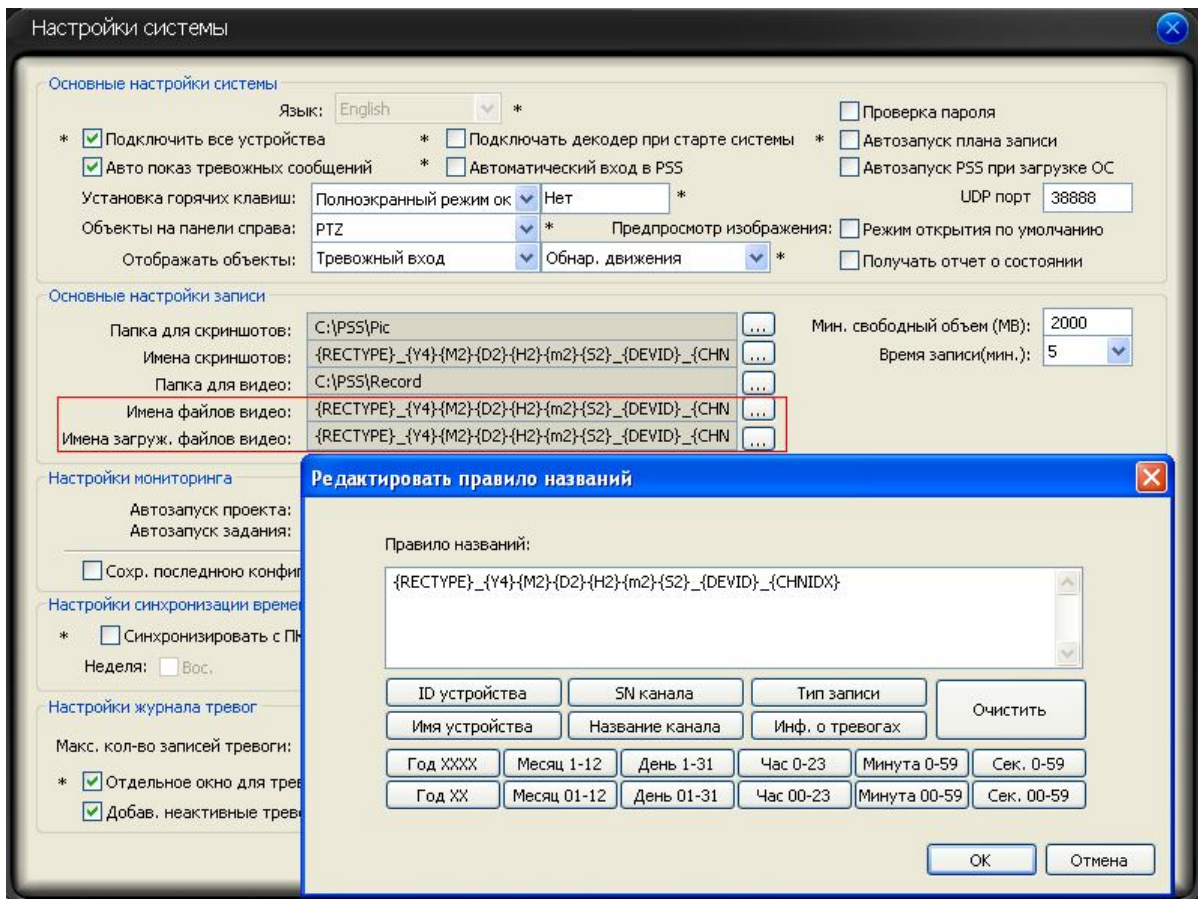 Настройки системы
Основные настройки системы
Язык: English *
Проверка пароля
* Подключить все устройства * Подключать декодер при старте системы * Автозапуск плана записи
Авто показ тревожных сообщений * Автоматический вход в PSS Автозапуск PSS при загрузке ОС
Установка горячих клавиш: Полноэкранный режим ок Нет * UDP порт 38888
Объекты на панели справа: PTZ * Предпросмотр изображения: Режим открытия по умолчанию
Отображать объекты: Тревожный вход Обнар. движения * Получать отчет о состоянии
Основные настройки записи
Папка для скриншотов: C:\PSS\Pic ... Мин. свободный объем (МВ): 2000
Имена скриншотов: {RECTYPE}_{Y4}-{M2}-{D2}-{H2}-{m2}-{S2}_{DEVID}_{CHN ... Время записи(мин.): 5
Папка для видео: C:\PSS\Record ...
Имена файлов видео: {RECTYPE}_{Y4}-{M2}-{D2}-{H2}-{m2}-{S2}_{DEVID}_{CHN ...
Имена загруж. файлов видео: {RECTYPE}_{Y4}-{M2}-{D2}-{H2}-{m2}-{S2}_{DEVID}_{CHN ...
Настройки мониторинга
Автозапуск проекта:
Автозапуск задания:
Сохр. последнюю конфиг
Настройки синхронизации времен
* Синхронизировать с ПК
Неделя: Вос.
Настройки журнала тревог
Макс. кол-во записей тревоги:
* Отдельное окно для трев
Добав. неактивные трев
Редактировать правило названий
Правило названий:
{RECTYPE}_{Y4}-{M2}-{D2}-{H2}-{m2}-{S2}_{DEVID}_{CHNIDX}
ID устройства SN канала Тип записи Очистить
Имя устройства Название канала Инф. о тревогах
Год XXXX Месяц 1-12 День 1-31 Час 0-23 Минута 0-59 Сек. 0-59
Год XX Месяц 01-12 День 01-31 Час 00-23 Минута 00-59 Сек. 00-59
OK Отмена